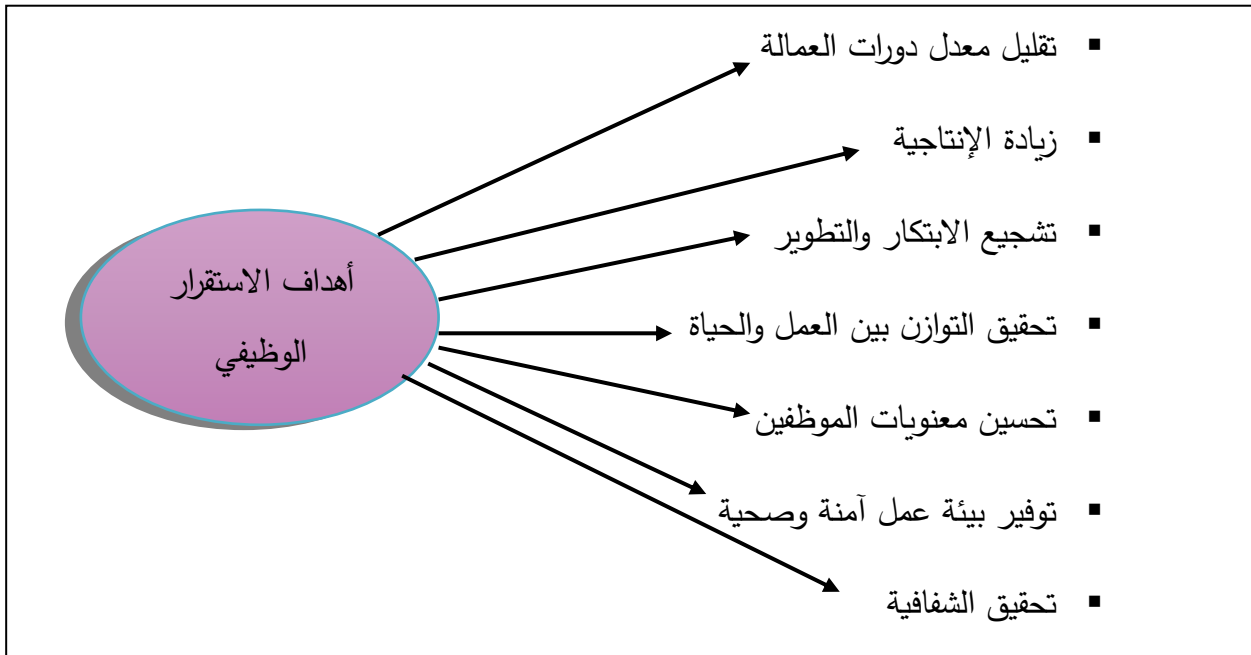 ▪ تقليل معدل دورات العمالة
▪ زيادة الإنتاجية
▪ تشجيع الابتكار والتطوير
أهداف الاستقرار
الوظيفي
▪ تحقيق التوازن بين العمل والحياة
▪ تحسين معنويات الموظفين
▪ توفير بيئة عمل آمنة وصحية
▪ تحقيق الشفافية